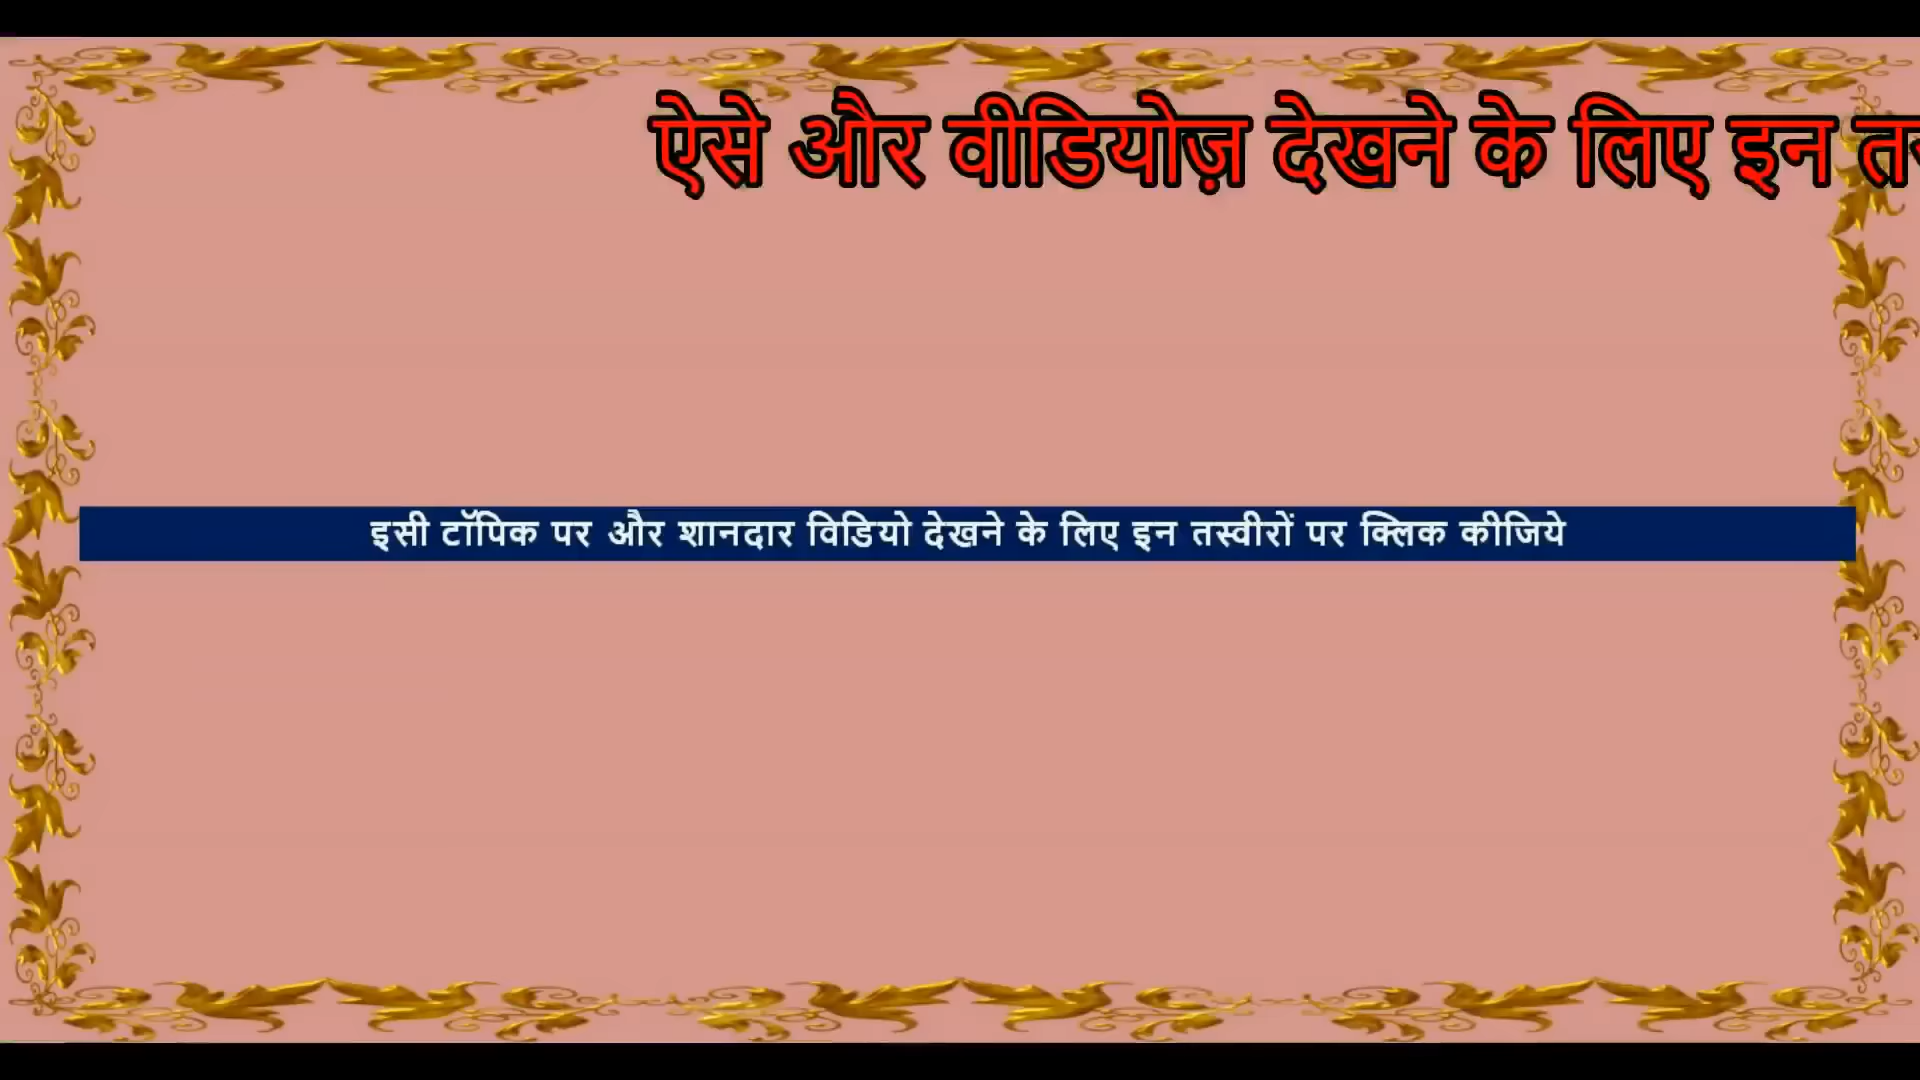 ऐसे और वीडियोज़ देखने के लिए इन
इसी टॉपिक पर और शानदार विडियो देखने के लिए इन तस्वीरों पर क्लिक कीजिये